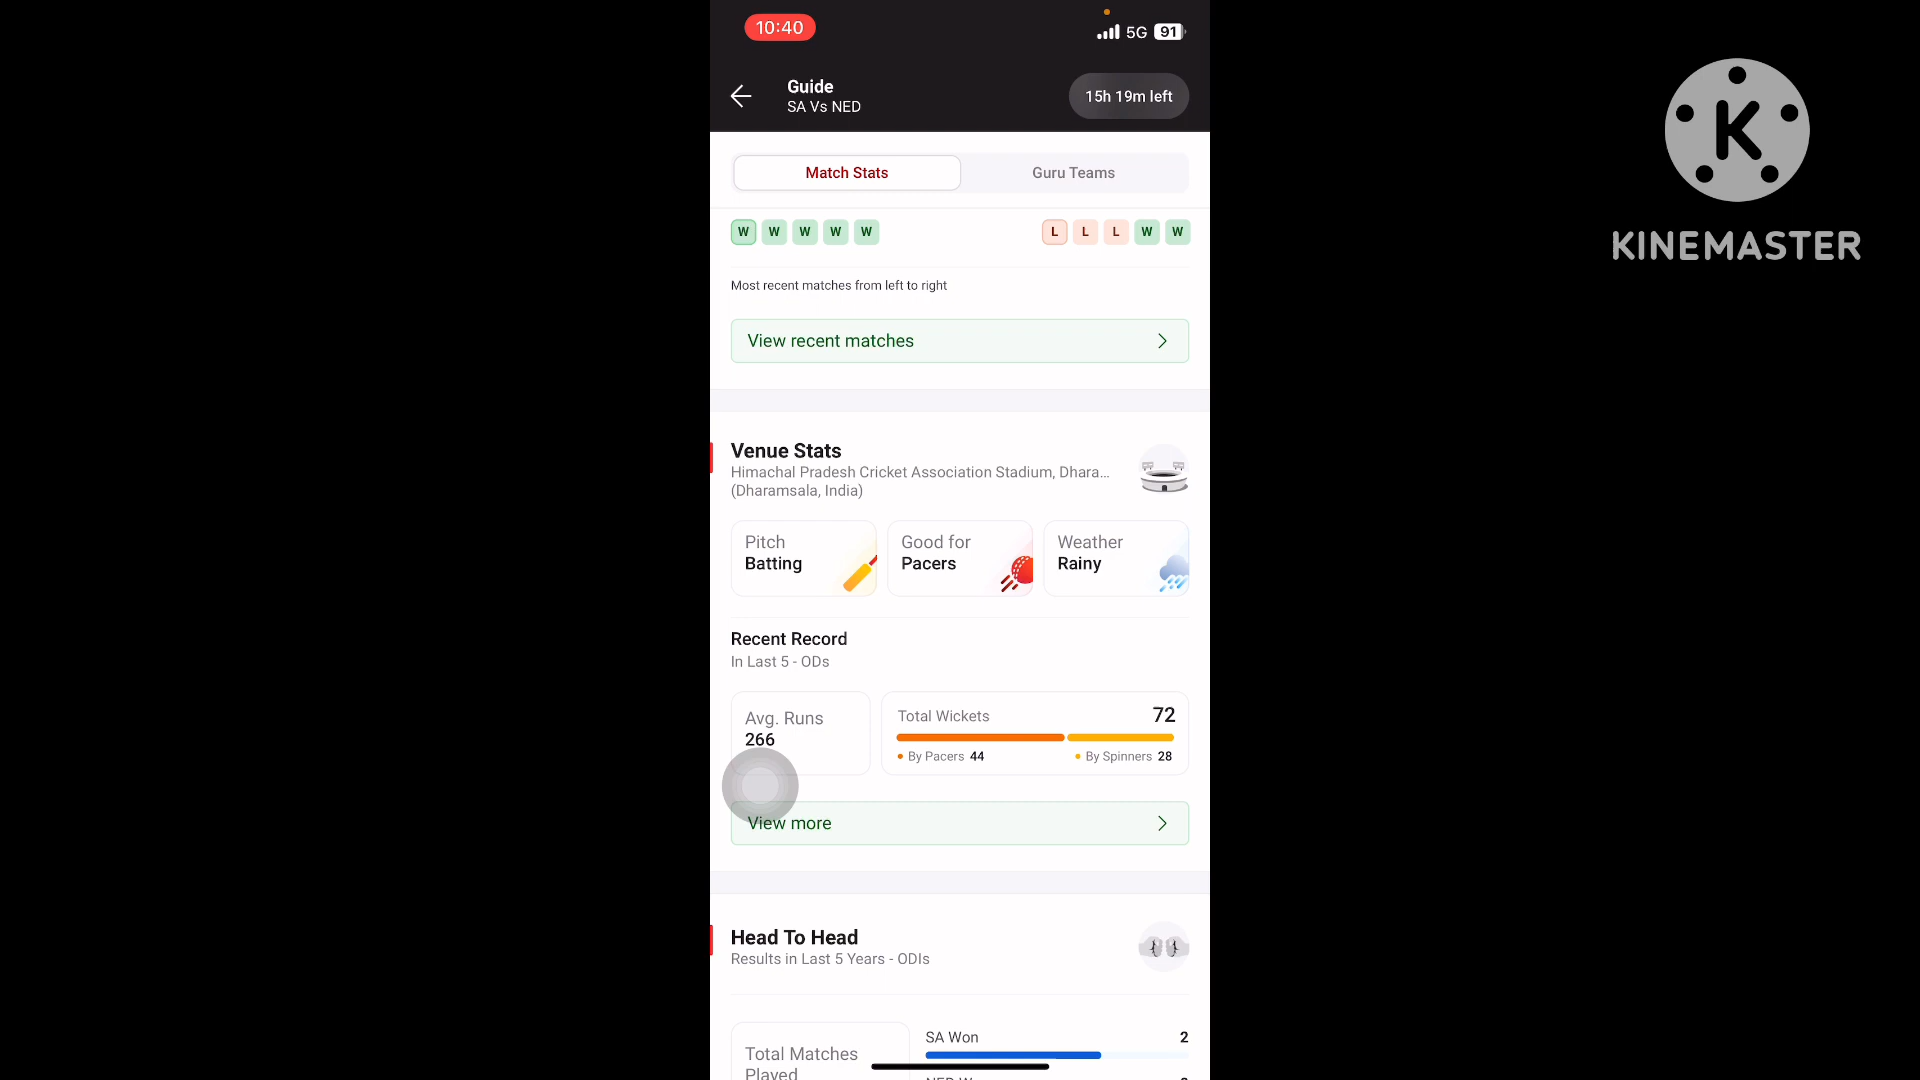 10:40
5G 91
Guide
SA Vs NED
15h 19m left
Match Stats
Guru Teams
W W W W W
L L L W W
Most recent matches from left to right
View recent matches
Venue Stats
Himachal Pradesh Cricket Association Stadium, Dhara...
(Dharamsala, India)
Pitch
Batting
Good for
Pacers
Weather
Rainy
Recent Record
In Last 5 - ODs
Avg. Runs
266
Total Wickets 72
By Pacers 44
By Spinners 28
View more
Head To Head
Results in Last 5 Years - ODIs
Total Matches
Played
SA Won 2
K
KINEMASTER